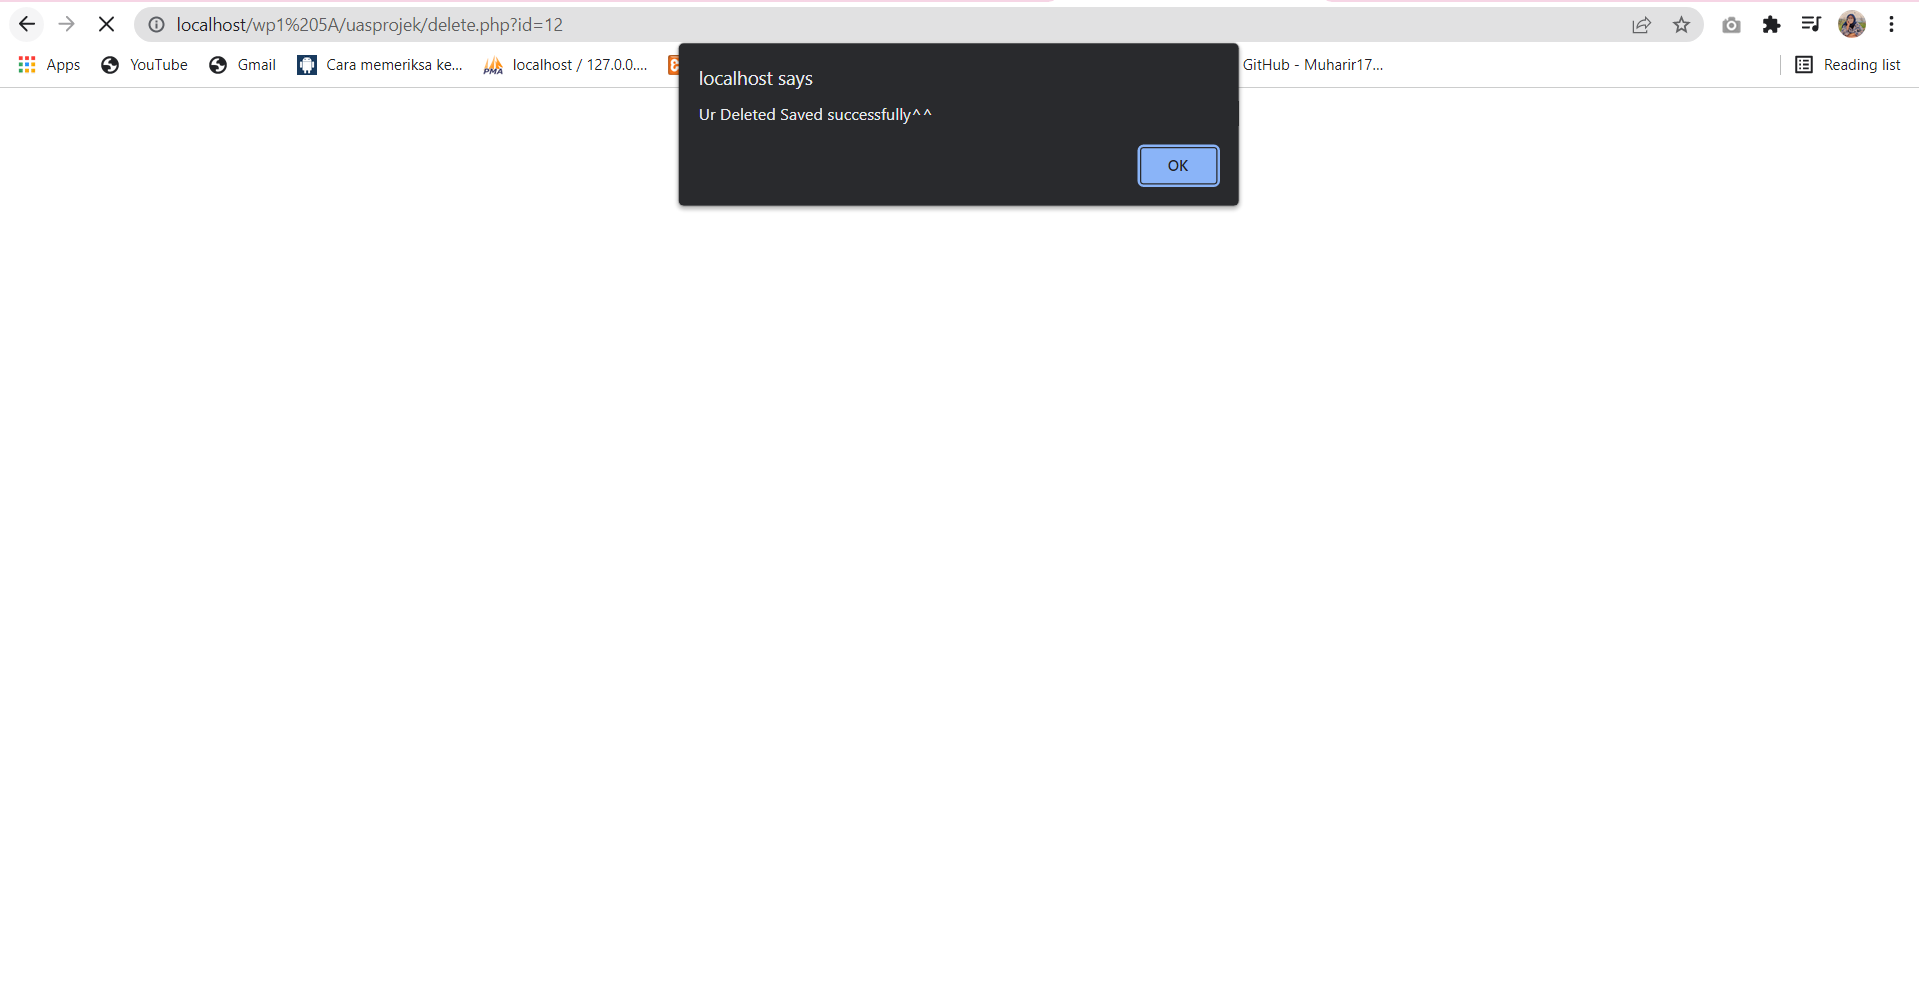 localhost/wp1%205A/uasprojek/delete.php?id=12
Apps YouTube Gmail Cara memeriksa ke... PMA localhost / 127.0.0.... GitHub - Muharir17... Reading list
localhost says
Ur Deleted Saved successfully^^
OK